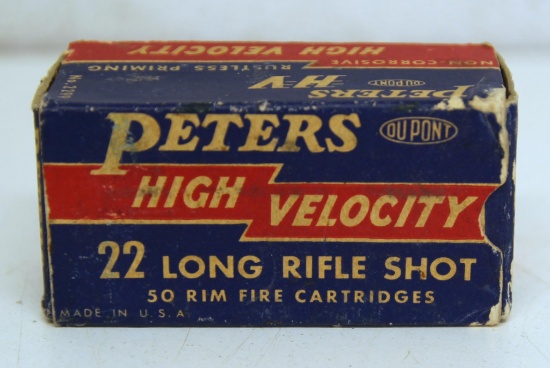 HIGH VELOCITY
NON-CORROSIVE
RUSTLESS PRIMING
PETERS
HV
DU PONT
PETERS
DU PONT
HIGH VELOCITY
22 LONG RIFLE SHOT
50 RIM FIRE CARTRIDGES
MADE IN U.S.A.